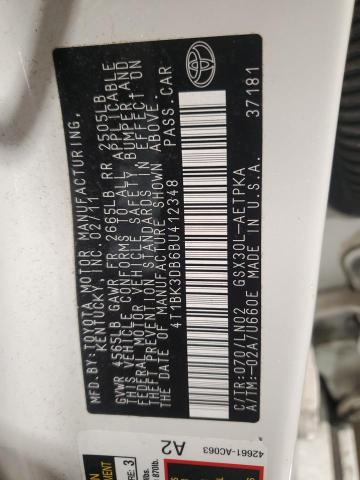 MFD.BY:TOYOTA MOTOR MANUFACTURING,
KENTUCKY, INC. 02/11
GVWR 4565LB GAWR FR 2665LB RR 2505LB
THIS VEHICLE CONFORMS TO ALL APPLICABLE
FEDERAL MOTOR VEHICLE SAFETY, BUMPER, AND
THEFT PREVENTION STANDARDS IN EFFECT ON
THE DATE OF MANUFACTURE SHOWN ABOVE.
4T1BK3DB6BU412348 PASS.CAR
C/TR:070/LN02 GSX30L-AETPKA
A/TM:-02A/U660E MADE IN U.S.A. 37181
TOYOTA
42661-AC063
A2
3
870lb.